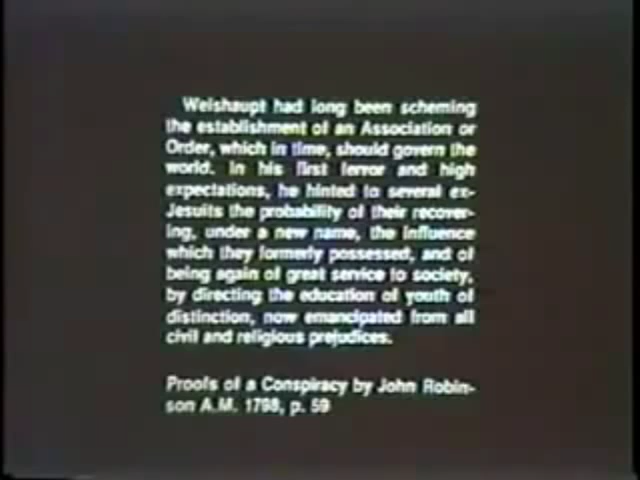 Weishaupt had long been scheming
the establishment of an Association or
Order, which in time, should govern the
world. In his first fervor and high
expectations, he hinted to several ex-
Jesuits the probability of their recover-
ing, under a new name, the influence
which they formerly possessed, and of
being again of great service to society,
by directing the education of youth of
distinction, now emancipated from all
civil and religious prejudices.
Proofs of a Conspiracy by John Robin-
son A.M. 1798, p. 59